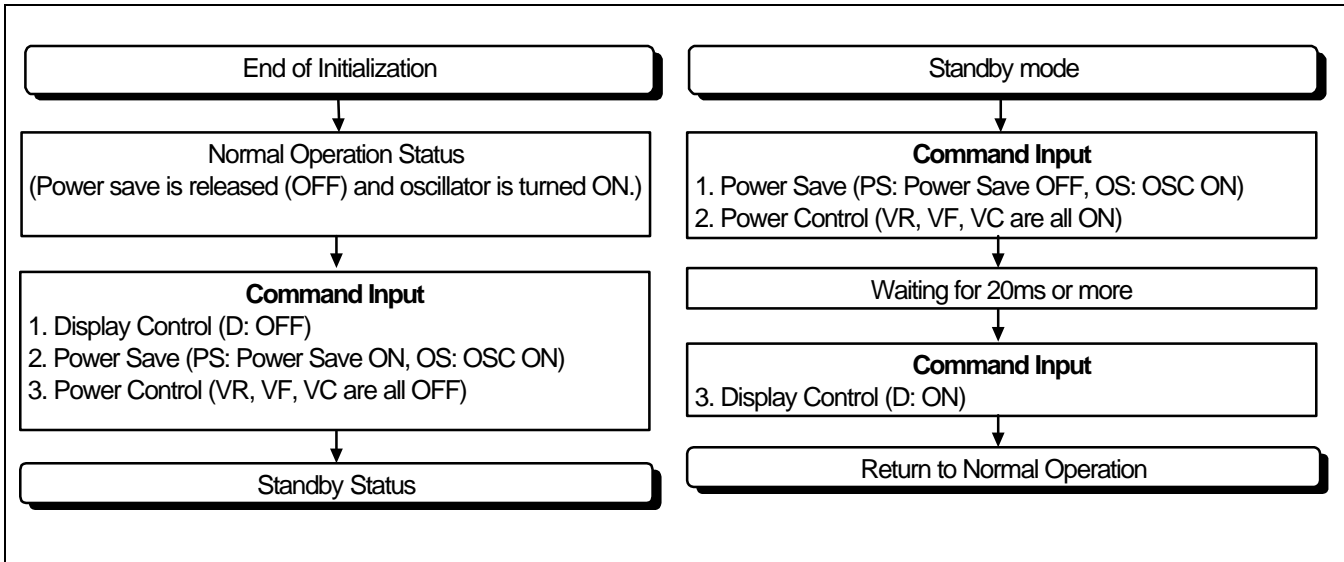 End of Initialization
Normal Operation Status
(Power save is released (OFF) and oscillator is turned ON.)
Command Input
1. Display Control (D: OFF)
2. Power Save (PS: Power Save ON, OS: OSC ON)
3. Power Control (VR, VF, VC are all OFF)
Standby Status
Standby mode
Command Input
1. Power Save (PS: Power Save OFF, OS: OSC ON)
2. Power Control (VR, VF, VC are all ON)
Waiting for 20ms or more
Command Input
3. Display Control (D: ON)
Return to Normal Operation